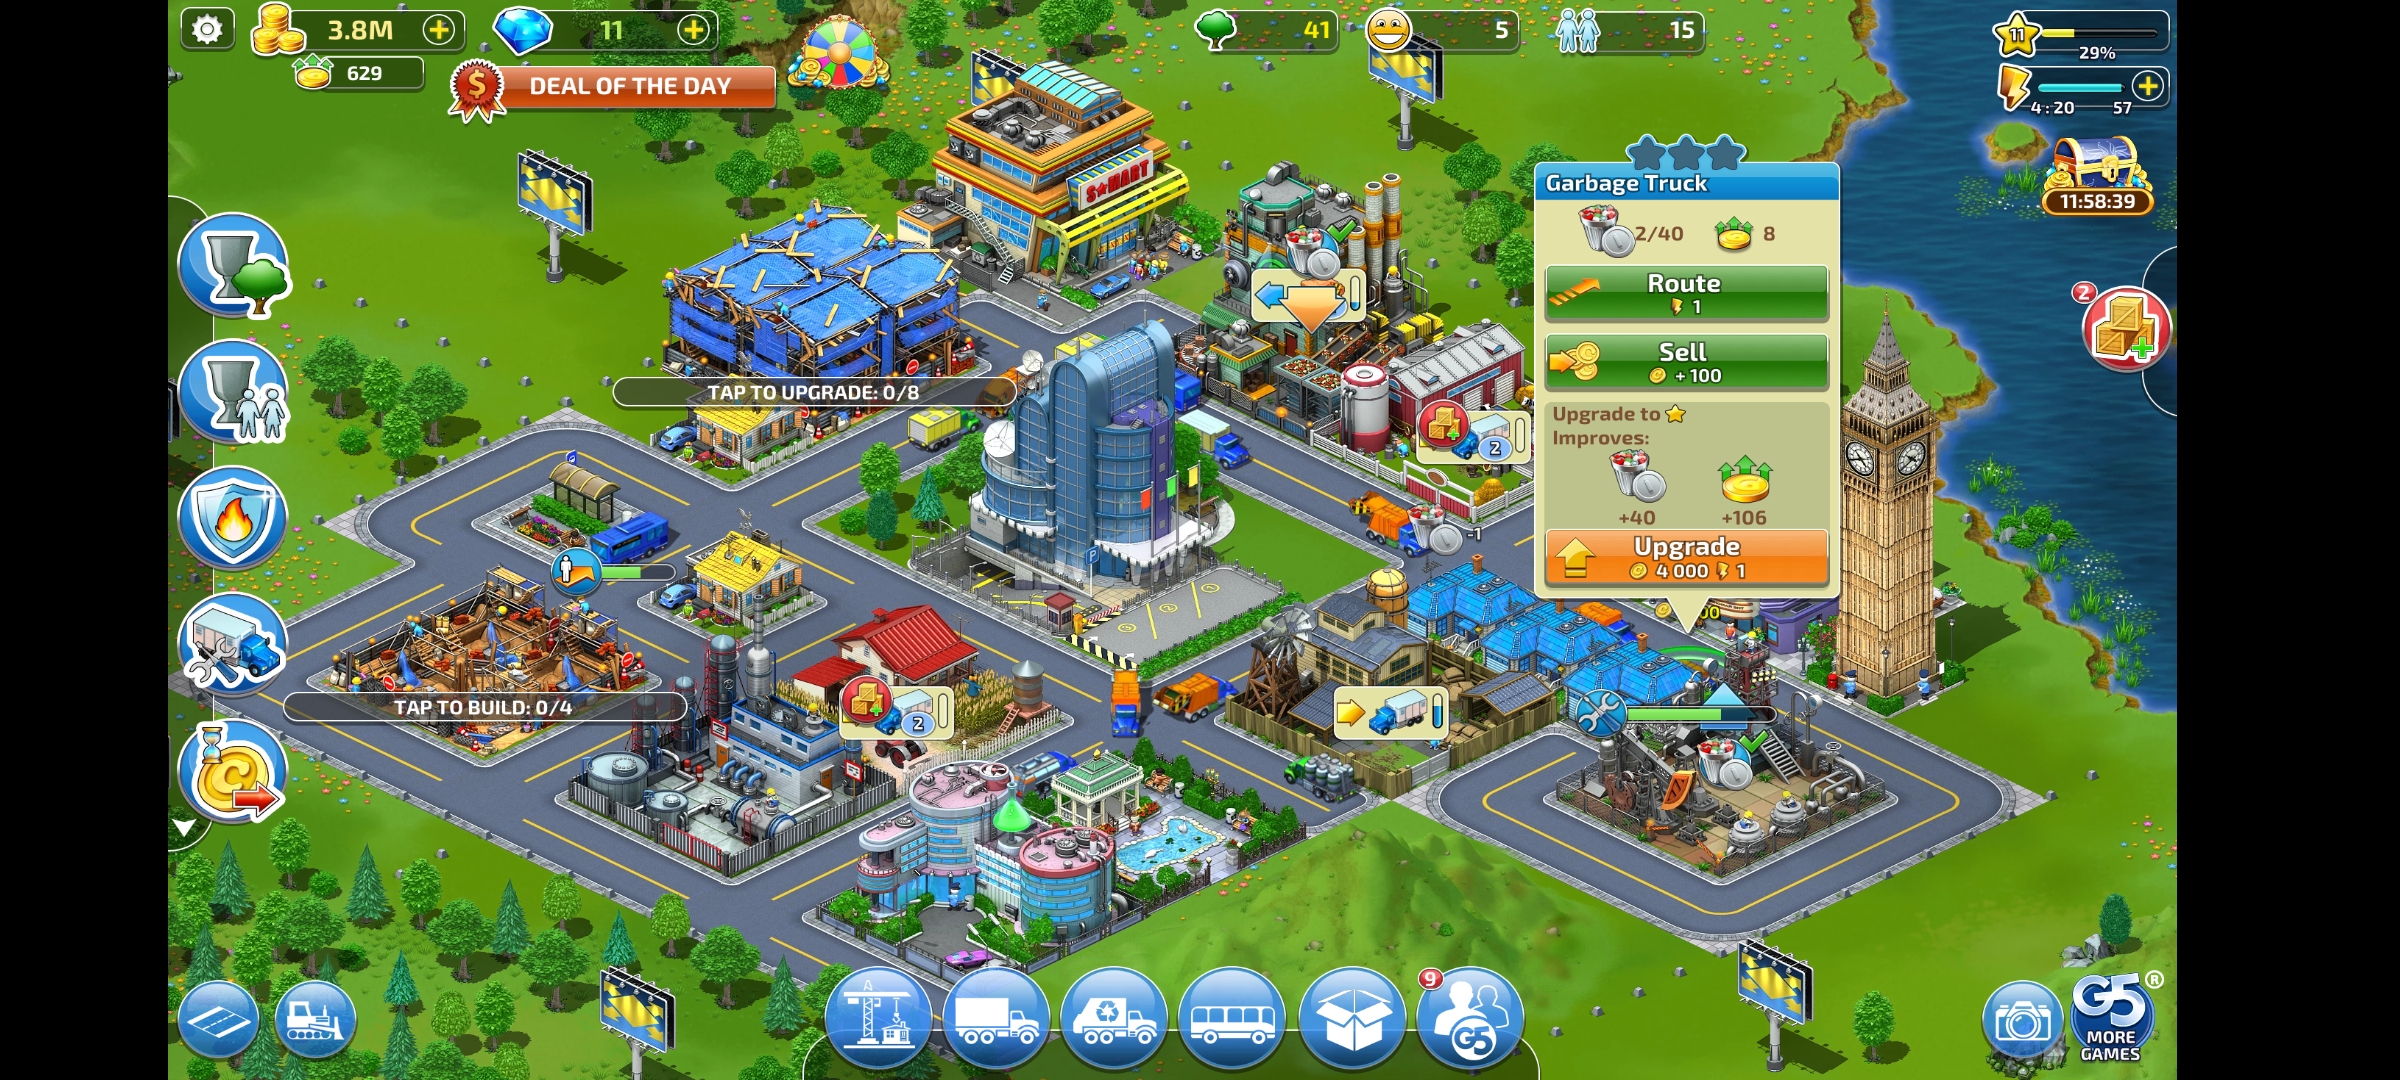 3.8M
11
41
5
15
11
29%
629
DEAL OF THE DAY
4:20
57
S★MART
Garbage Truck
11:58:39
2/40
8
Route
1
2
Sell
+100
TAP TO UPGRADE: 0/8
Upgrade to
Improves:
2
+40
+106
-1
P
Upgrade
4 000
1
TAP TO BUILD: 0/4
2
9
G5
G5®
MORE
GAMES